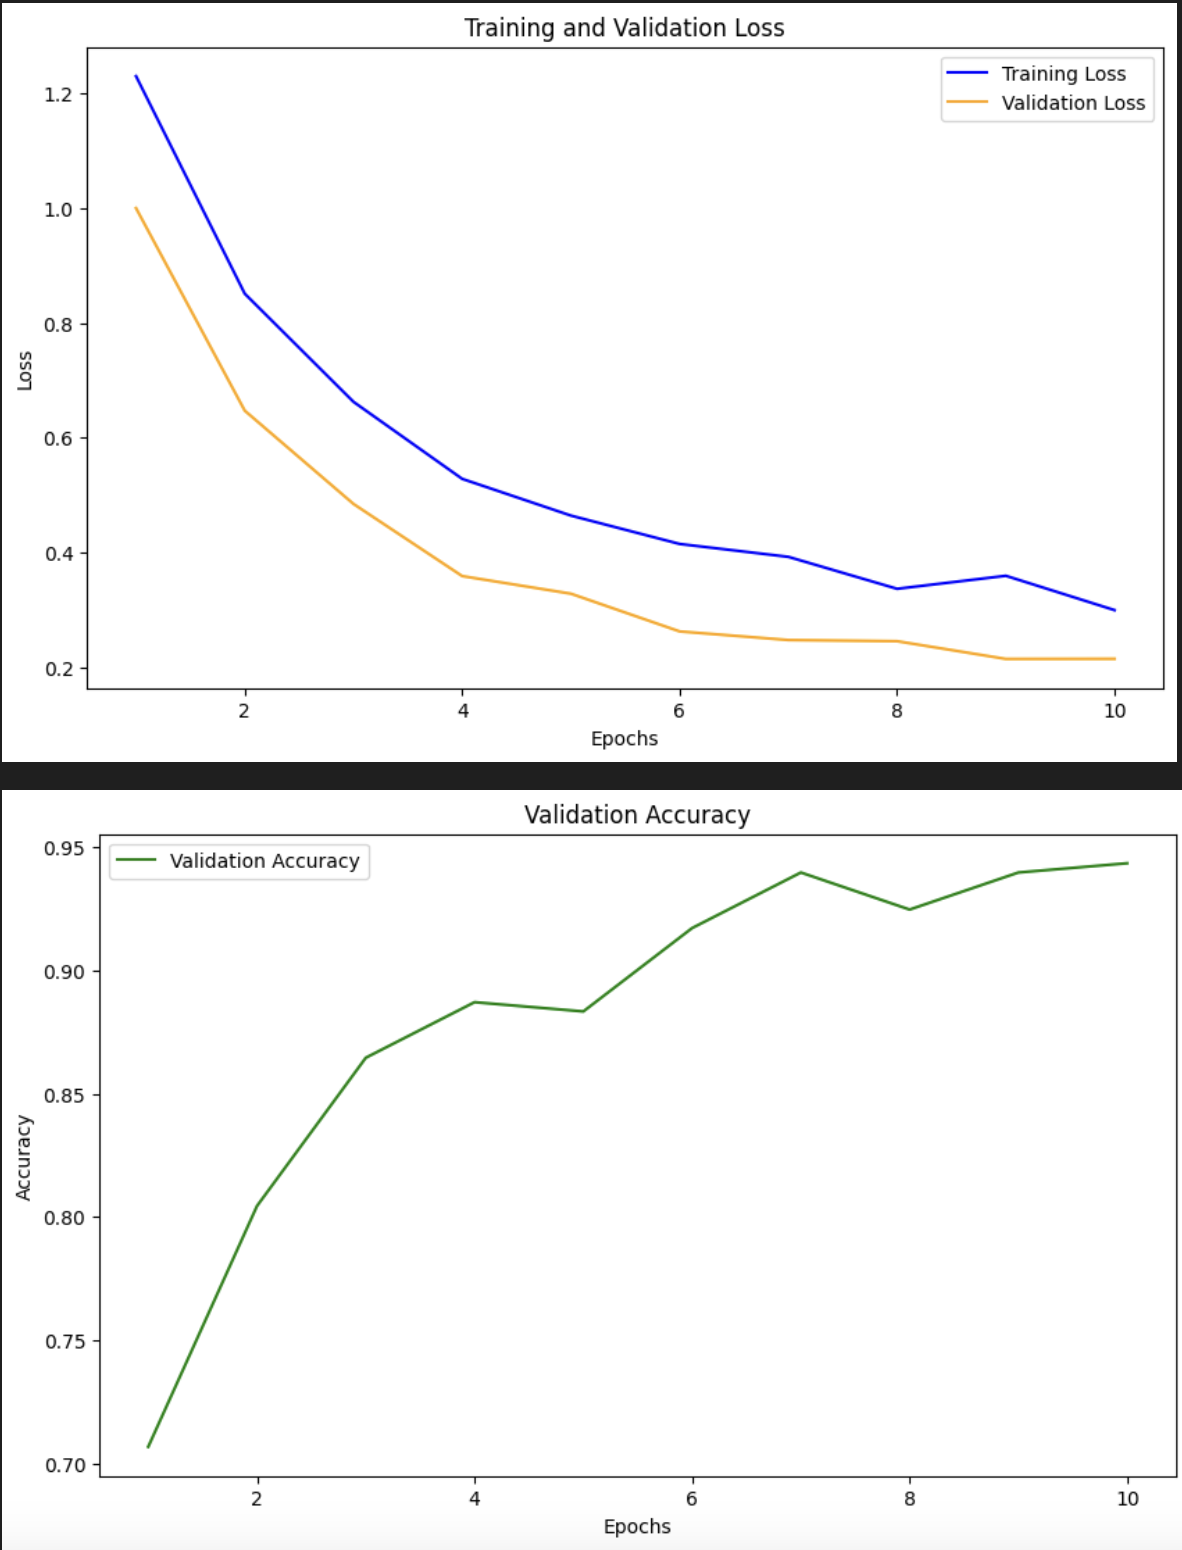 Training and Validation Loss
Training Loss
Validation Loss
1.2
1.0
0.8
0.6
0.4
0.2
Loss
2 4 6 8 10
Epochs
Validation Accuracy
Validation Accuracy
0.95
0.90
0.85
0.80
0.75
0.70
Accuracy
2 4 6 8 10
Epochs